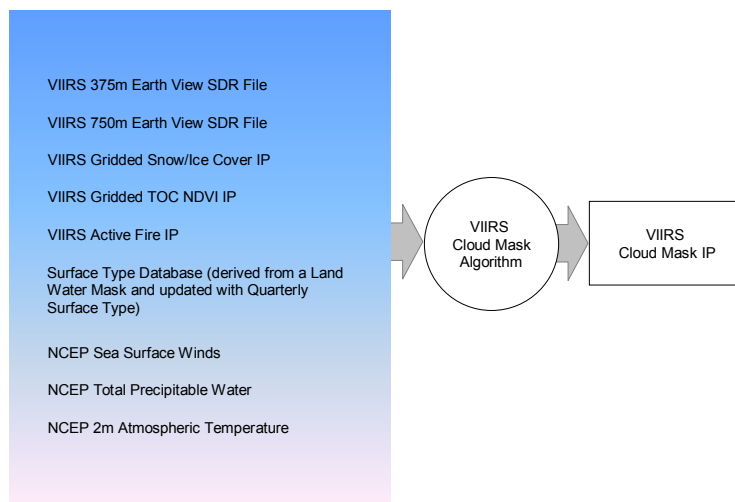 VIIRS 375m Earth View SDR File
VIIRS 750m Earth View SDR File
VIIRS Gridded Snow/Ice Cover IP
VIIRS Gridded TOC NDVI IP
VIIRS Active Fire IP
Surface Type Database (derived from a Land
Water Mask and updated with Quarterly
Surface Type)
NCEP Sea Surface Winds
NCEP Total Precipitable Water
NCEP 2m Atmospheric Temperature
VIIRS
Cloud Mask
Algorithm
VIIRS
Cloud Mask IP